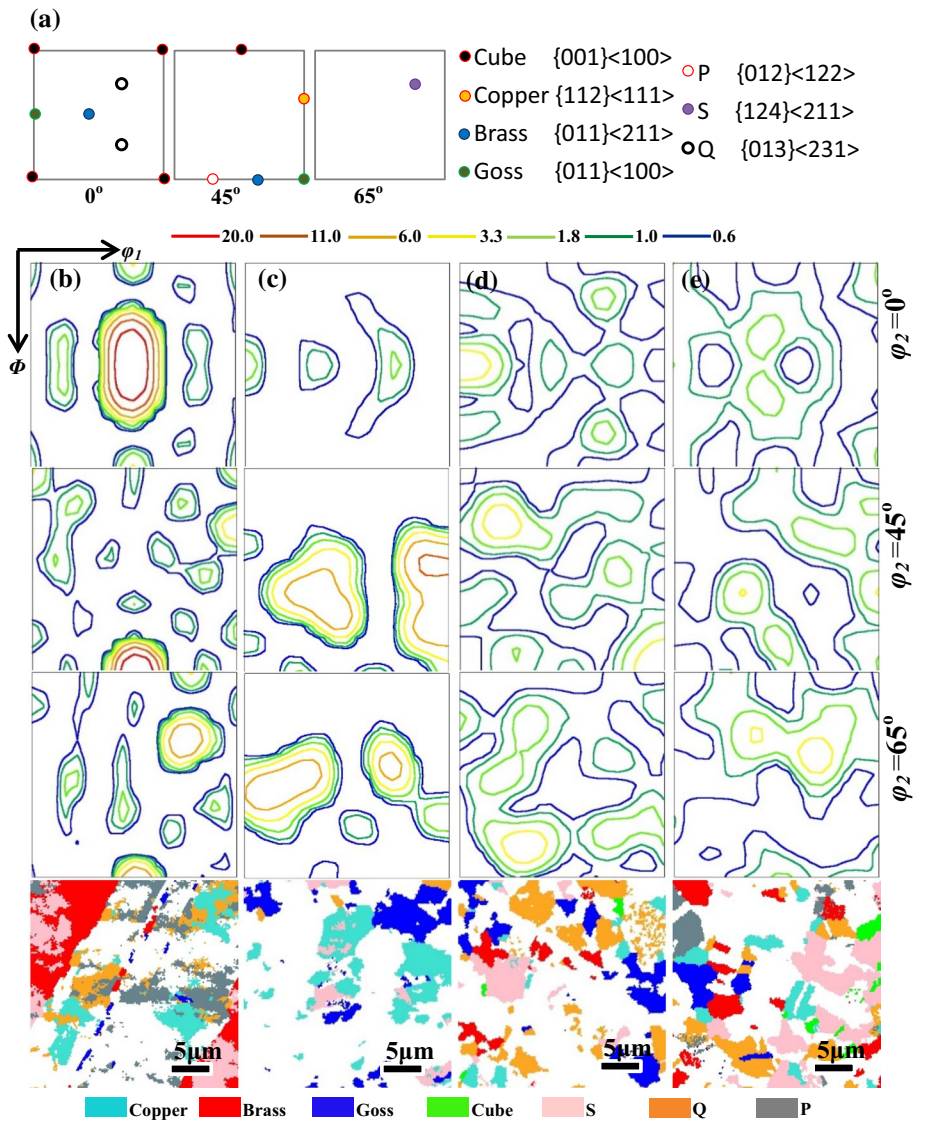 (a)
Cube {001}<100>
Copper {112}<111>
Brass {011}<211>
Goss {011}<100>
P {012}<122>
S {124}<211>
Q {013}<231>
0° 45° 65°
20.0 11.0 6.0 3.3 1.8 1.0 0.6
φ1
Φ
(b) (c) (d) (e)
φ2=0°
φ2=45°
φ2=65°
5μm 5μm 5μm 5μm
Copper Brass Goss Cube S Q P